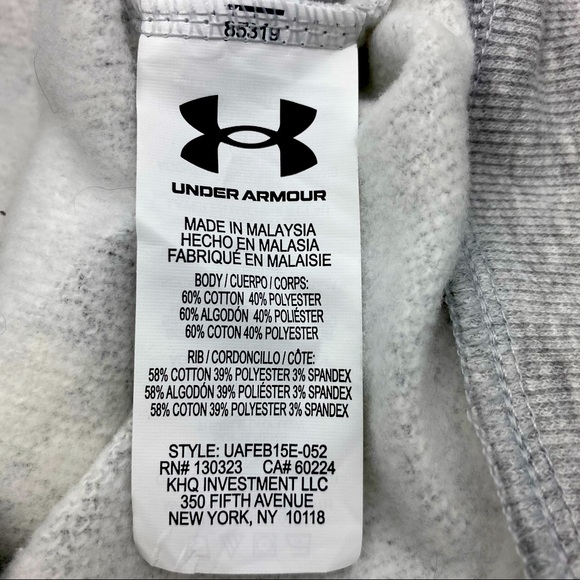 85319
UNDER ARMOUR
MADE IN MALAYSIA
HECHO EN MALASIA
FABRIQUÉ EN MALAISIE
BODY / CUERPO / CORPS:
60% COTTON 40% POLYESTER
60% ALGODÓN 40% POLIÉSTER
60% COTON 40% POLYESTER
RIB / CORDONCILLO / CÔTE:
58% COTTON 39% POLYESTER 3% SPANDEX
58% ALGODÓN 39% POLIÉSTER 3% SPANDEX
58% COTON 39% POLYESTER 3% SPANDEX
STYLE: UAFEB15E-052
RN# 130323 CA# 60224
KHQ INVESTMENT LLC
350 FIFTH AVENUE
NEW YORK, NY 10118